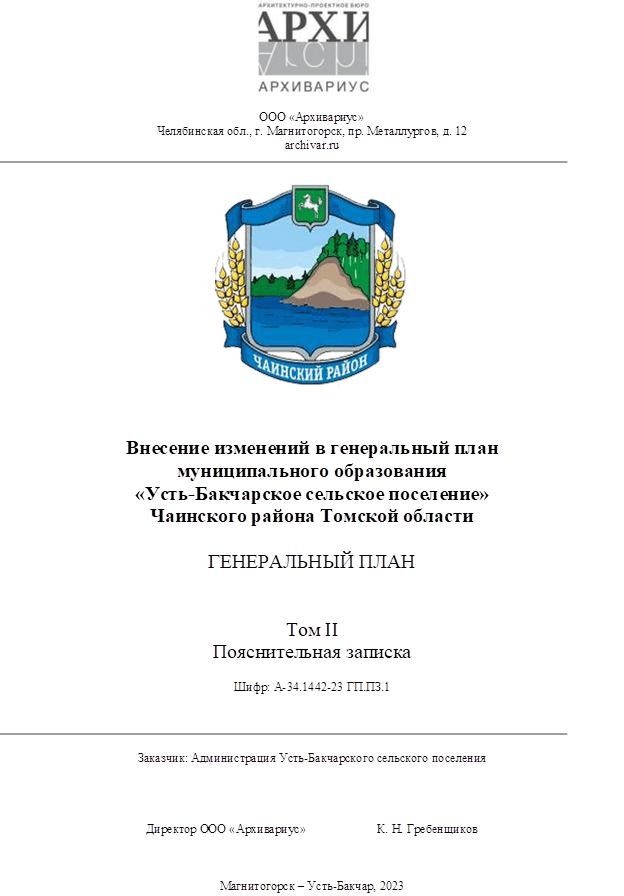 АРХИТЕКТУРНО-ПРОЕКТНОЕ БЮРО
АРХИ
АРХИВАРИУС
ООО «Архивариус»
Челябинская обл., г. Магнитогорск, пр. Металлургов, д. 12
archivar.ru
ЧАИНСКИЙ РАЙОН
Внесение изменений в генеральный план
муниципального образования
«Усть-Бакчарское сельское поселение»
Чаинского района Томской области
ГЕНЕРАЛЬНЫЙ ПЛАН
Том II
Пояснительная записка
Шифр: А-34.1442-23 ГП.ПЗ.1
Заказчик: Администрация Усть-Бакчарского сельского поселения
Директор ООО «Архивариус» К. Н. Гребенщиков
Магнитогорск – Усть-Бакчар, 2023